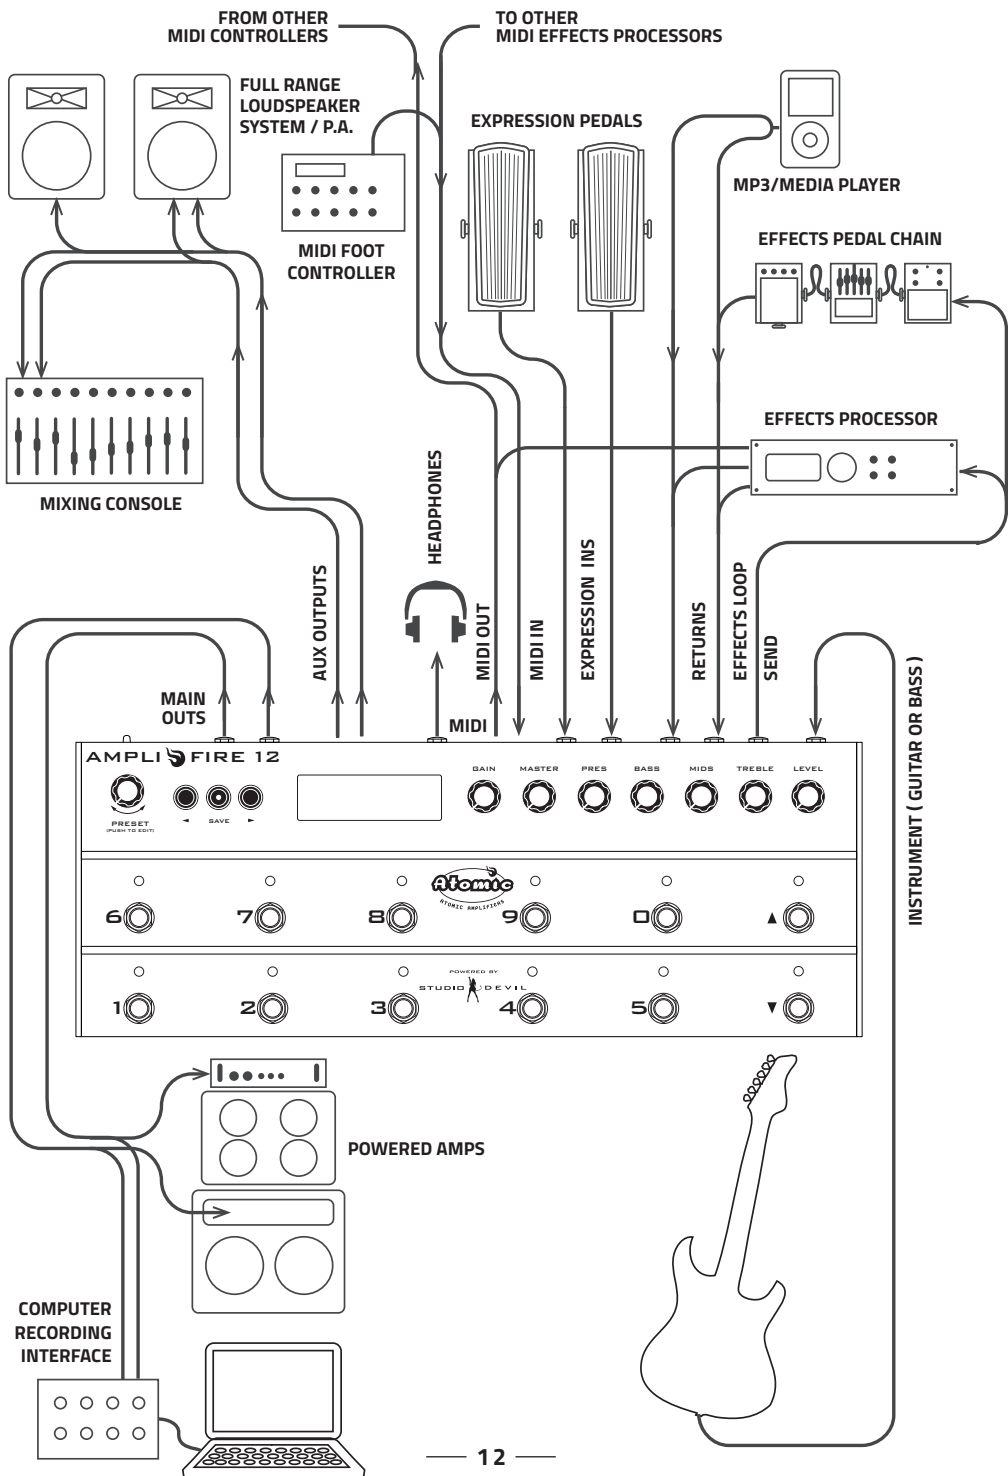 FROM OTHER
MIDI CONTROLLERS
TO OTHER
MIDI EFFECTS PROCESSORS
FULL RANGE
LOUDSPEAKER
SYSTEM / P.A.
EXPRESSION PEDALS
MP3/MEDIA PLAYER
MIDI FOOT
CONTROLLER
EFFECTS PEDAL CHAIN
EFFECTS PROCESSOR
MIXING CONSOLE
HEADPHONES
AUX OUTPUTS
MIDI OUT
MIDI IN
EXPRESSION INS
RETURNS
EFFECTS LOOP
SEND
MAIN
OUTS
MIDI
INSTRUMENT ( GUITAR OR BASS )
AMPLI FIRE 12
GAIN MASTER PRES BASS MIDS TREBLE LEVEL
PRESET
(PUSH TO EDIT)
◄ SAVE ►
Atomic
ATOMIC AMPLIFIERS
6 7 8 9 0 ▲
POWERED BY
STUDIO DEVIL
1 2 3 4 5 ▼
POWERED AMPS
COMPUTER
RECORDING
INTERFACE
12